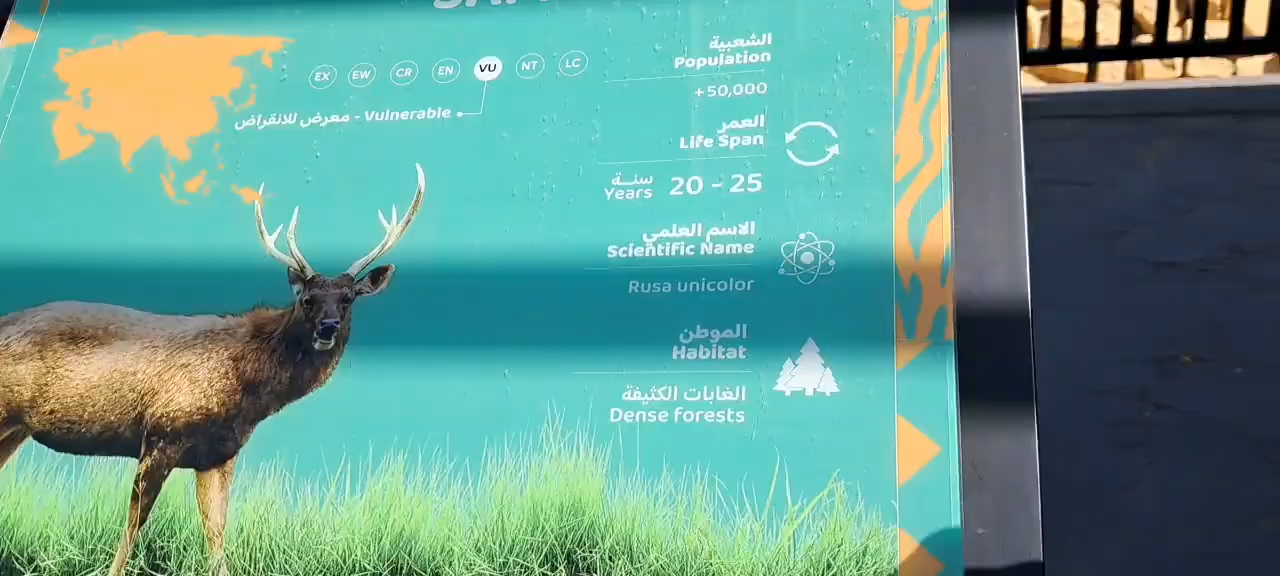 EX EW CR EN VU NT LC
معرض للانقراض - Vulnerable
الشعبية
Population
+50,000
العمر
Life Span
سنة
Years
20 - 25
الاسم العلمي
Scientific Name
Rusa unicolor
الموطن
Habitat
الغابات الكثيفة
Dense forests